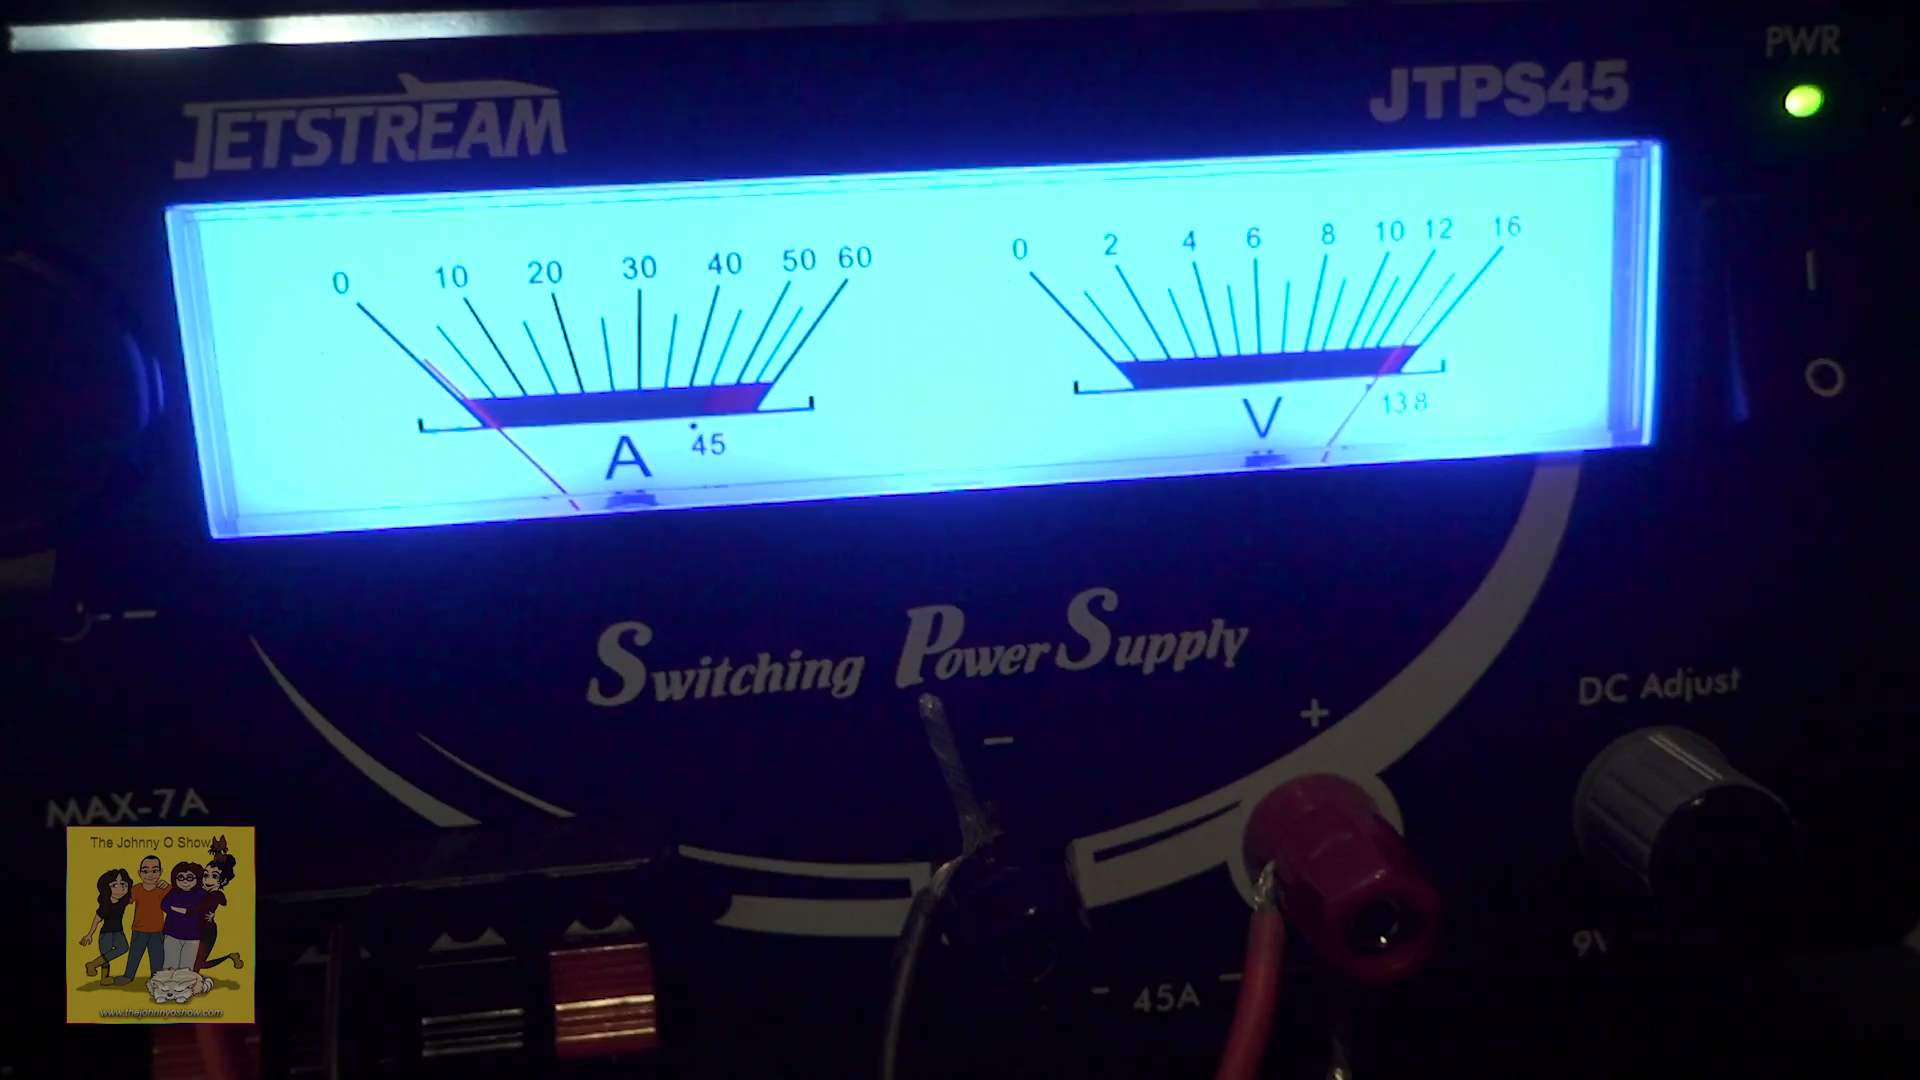 PWR
JETSTREAM
JTPS45
0 10 20 30 40 50 60
0 2 4 6 8 10 12 16
I
O
A
45
V
13.8
Switching Power Supply
DC Adjust
- +
MAX-7A
The Johnny O Show
www.thejohnnyoshow.com
- 45A -